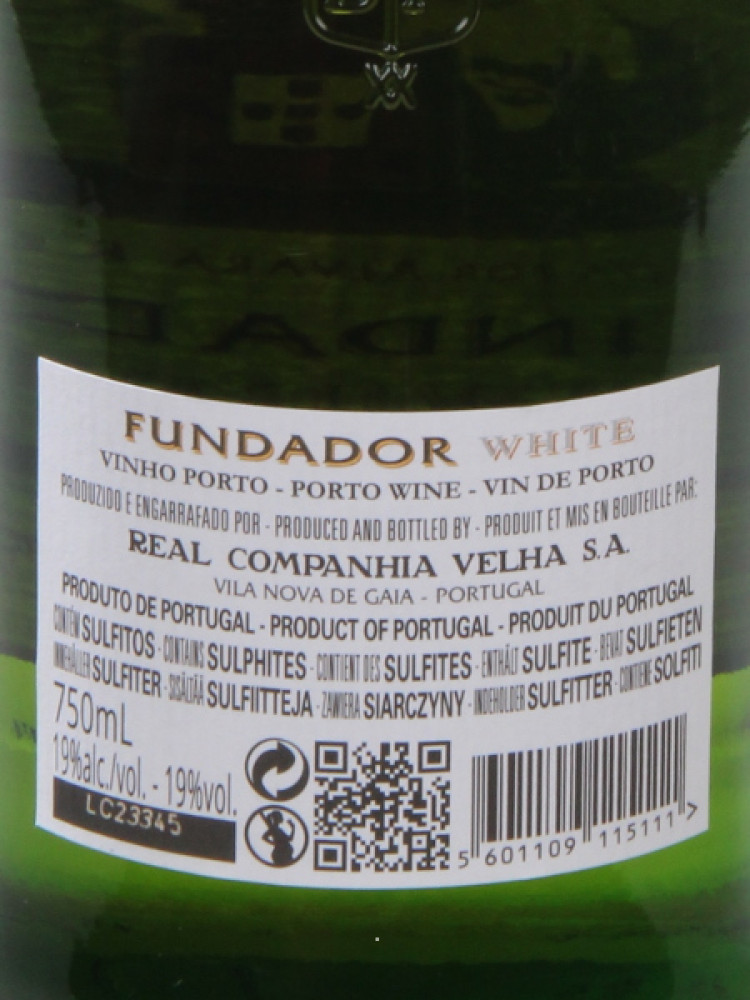 FUNDADOR WHITE
VINHO PORTO - PORTO WINE - VIN DE PORTO
PRODUZIDO E ENGARRAFADO POR - PRODUCED AND BOTTLED BY - PRODUIT ET MIS EN BOUTEILLE PAR:
REAL COMPANHIA VELHA S.A.
VILA NOVA DE GAIA - PORTUGAL
PRODUTO DE PORTUGAL - PRODUCT OF PORTUGAL - PRODUIT DU PORTUGAL
CONTÉM SULFITOS - CONTAINS SULPHITES - CONTIENT DES SULFITES - ENTHÄLT SULFITE - BEVAT SULFIETEN
INNEHÅLLER SULFITER - SISÄLTÄÄ SULFIITTEJA - ZAWIERA SIARCZYNY - INDEHOLDER SULFITTER - CONTIENE SOLFITI
750mL
19%alc./vol. - 19%vol.
LC23345
5 601109 115111 >